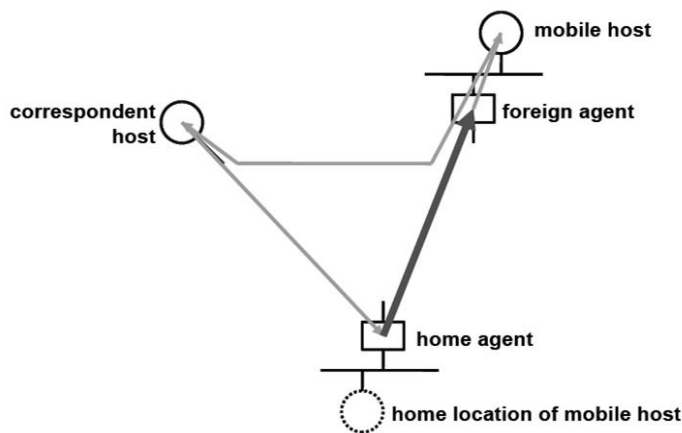 mobile host
correspondent
host
foreign agent
home agent
home location of mobile host